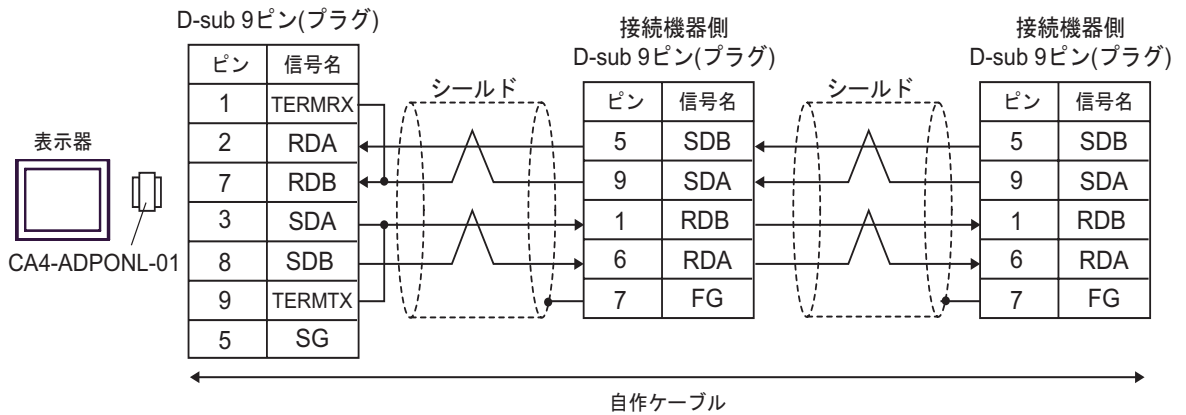 D-sub 9ピン(プラグ)
ピン 信号名
1 TERMRX
2 RDA
7 RDB
3 SDA
8 SDB
9 TERMTX
5 SG
表示器
CA4-ADPONL-01
シールド
接続機器側
D-sub 9ピン(プラグ)
ピン 信号名
5 SDB
9 SDA
1 RDB
6 RDA
7 FG
シールド
接続機器側
D-sub 9ピン(プラグ)
ピン 信号名
5 SDB
9 SDA
1 RDB
6 RDA
7 FG
自作ケーブル